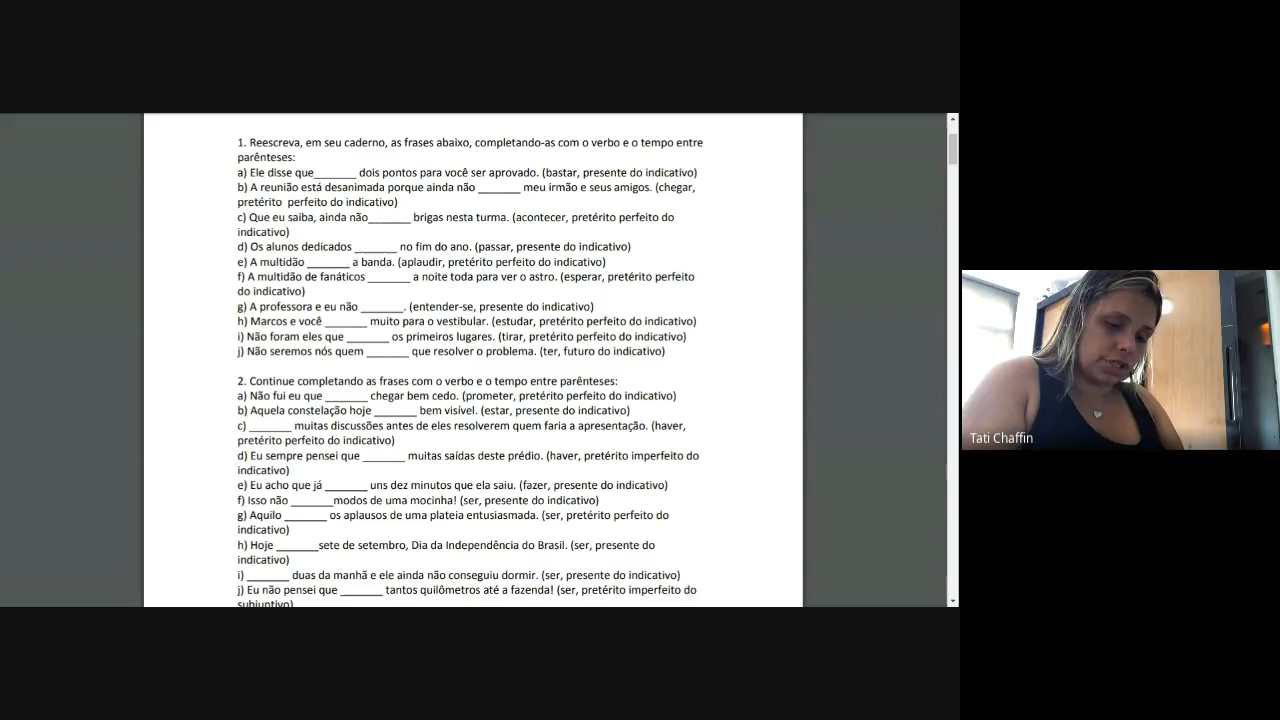 1. Reescreva, em seu caderno, as frases abaixo, completando-as com o verbo e o tempo entre
parênteses:
a) Ele disse que_______ dois pontos para você ser aprovado. (bastar, presente do indicativo)
b) A reunião está desanimada porque ainda não _______ meu irmão e seus amigos. (chegar,
pretérito  perfeito do indicativo)
c) Que eu saiba, ainda não_______ brigas nesta turma. (acontecer, pretérito perfeito do
indicativo)
d) Os alunos dedicados _______ no fim do ano. (passar, presente do indicativo)
e) A multidão _______ a banda. (aplaudir, pretérito perfeito do indicativo)
f) A multidão de fanáticos _______ a noite toda para ver o astro. (esperar, pretérito perfeito
do indicativo)
g) A professora e eu não _______. (entender-se, presente do indicativo)
h) Marcos e você _______ muito para o vestibular. (estudar, pretérito perfeito do indicativo)
i) Não foram eles que _______ os primeiros lugares. (tirar, pretérito perfeito do indicativo)
j) Não seremos nós quem _______ que resolver o problema. (ter, futuro do indicativo)
2. Continue completando as frases com o verbo e o tempo entre parênteses:
a) Não fui eu que _______ chegar bem cedo. (prometer, pretérito perfeito do indicativo)
b) Aquela constelação hoje _______ bem visível. (estar, presente do indicativo)
c) _______ muitas discussões antes de eles resolverem quem faria a apresentação. (haver,
pretérito perfeito do indicativo)
d) Eu sempre pensei que _______ muitas saídas deste prédio. (haver, pretérito imperfeito do
indicativo)
e) Eu acho que já _______ uns dez minutos que ela saiu. (fazer, presente do indicativo)
f) Isso não _______modos de uma mocinha! (ser, presente do indicativo)
g) Aquilo _______ os aplausos de uma plateia entusiasmada. (ser, pretérito perfeito do
indicativo)
h) Hoje _______sete de setembro, Dia da Independência do Brasil. (ser, presente do
indicativo)
i) _______ duas da manhã e ele ainda não conseguiu dormir. (ser, presente do indicativo)
j) Eu não pensei que _______ tantos quilômetros até a fazenda! (ser, pretérito imperfeito do
subjuntivo)
Tati Chaffin